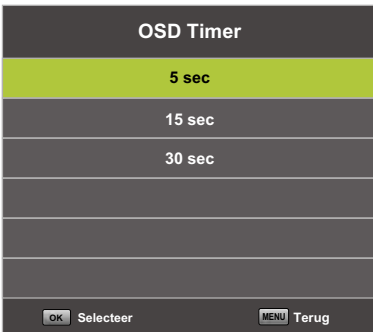 OSD Timer
5 sec
15 sec
30 sec
OK Selecteer MENU Terug